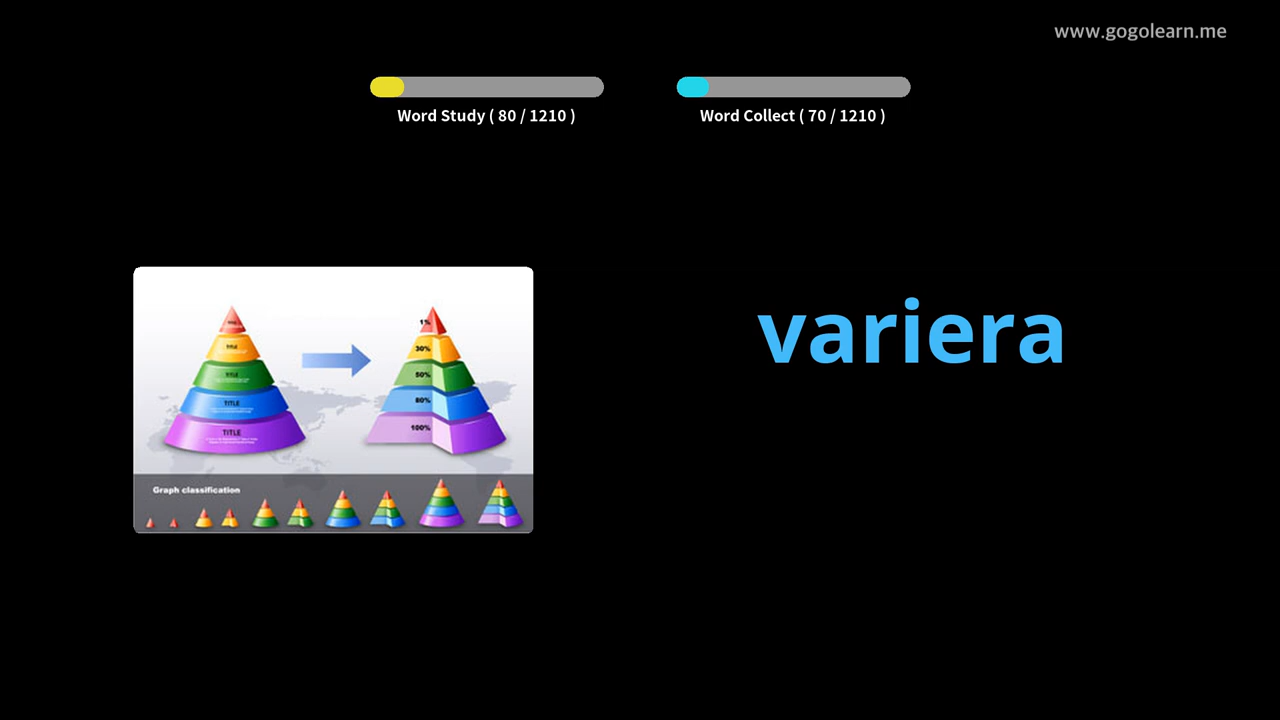 www.gogolearn.me
Word Study ( 80 / 1210 )
Word Collect ( 70 / 1210 )
variera
TITLE
TITLE
TITLE
TITLE
1%
30%
50%
80%
100%
Graph classification